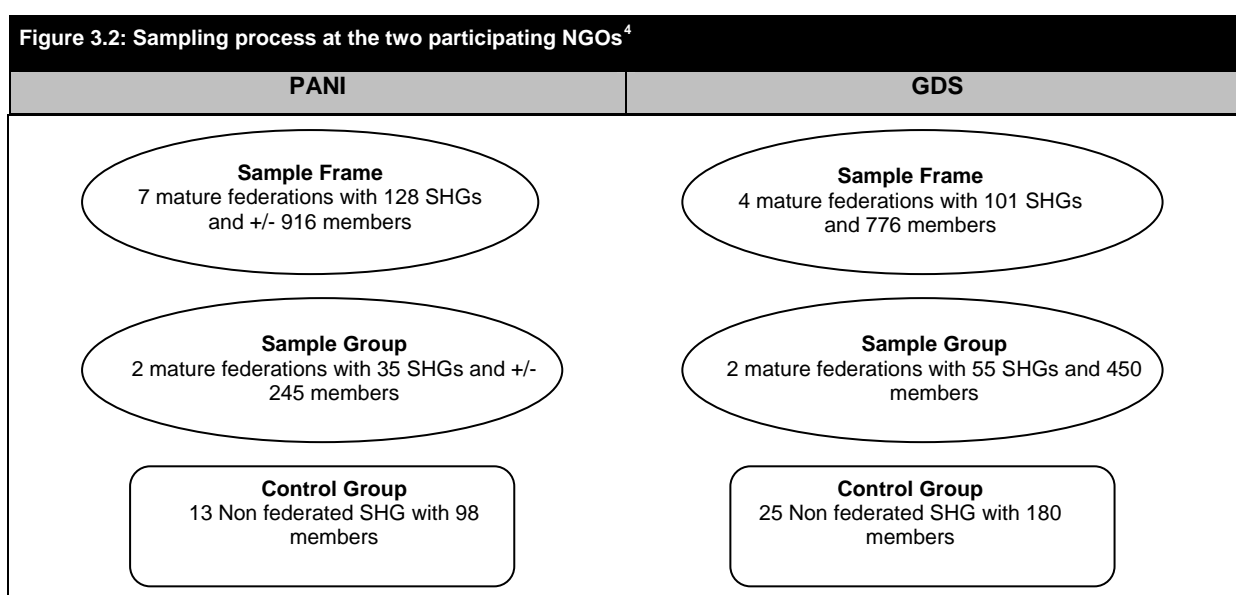 Figure 3.2: Sampling process at the two participating NGOs4
PANI
GDS
Sample Frame
7 mature federations with 128 SHGs
and +/- 916 members
Sample Frame
4 mature federations with 101 SHGs
and 776 members
Sample Group
2 mature federations with 35 SHGs and +/-
245 members
Sample Group
2 mature federations with 55 SHGs and 450
members
Control Group
13 Non federated SHG with 98
members
Control Group
25 Non federated SHG with 180
members